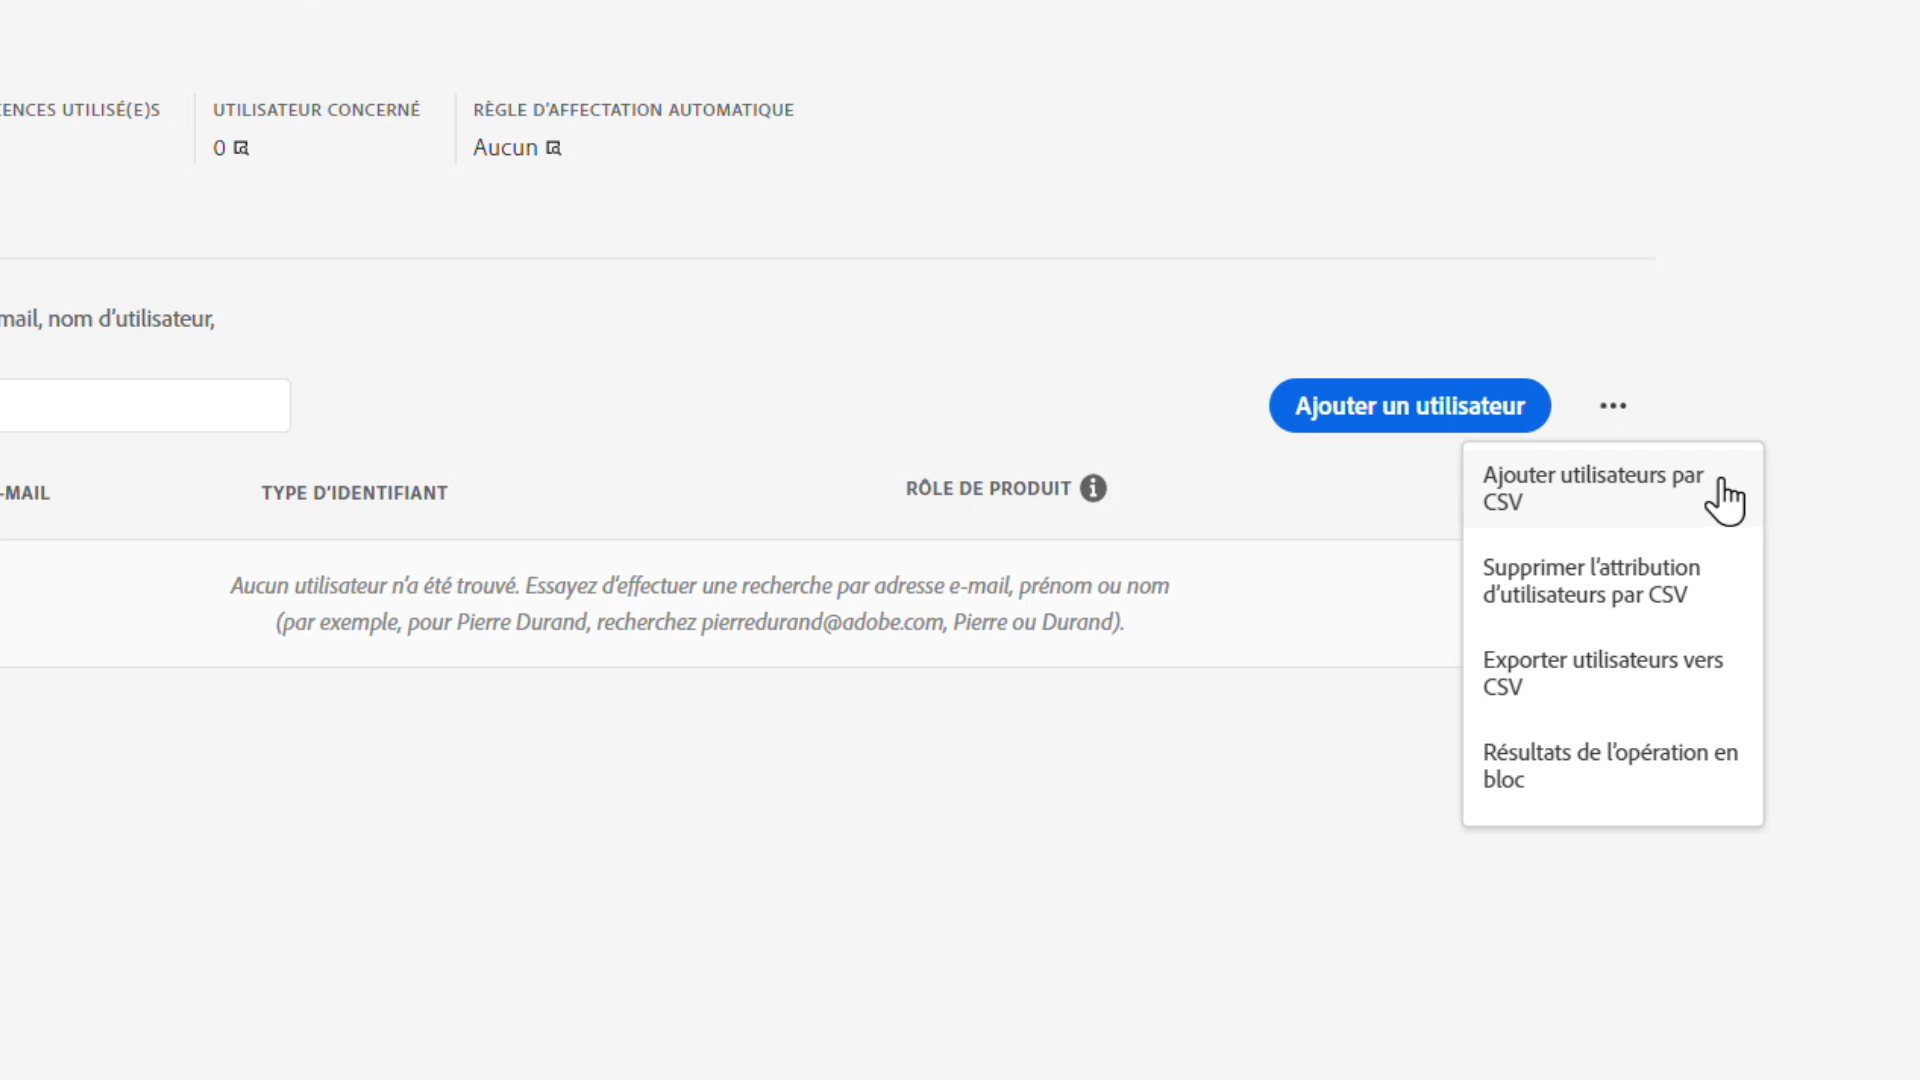 ENCES UTILISÉ(E)S
UTILISATEUR CONCERNÉ
RÈGLE D'AFFECTATION AUTOMATIQUE
0
Aucun
mail, nom d'utilisateur,
Ajouter un utilisateur
-MAIL
TYPE D'IDENTIFIANT
RÔLE DE PRODUIT
Ajouter utilisateurs par
CSV
Supprimer l'attribution
d'utilisateurs par CSV
Exporter utilisateurs vers
CSV
Résultats de l'opération en
bloc
Aucun utilisateur n'a été trouvé. Essayez d'effectuer une recherche par adresse e-mail, prénom ou nom
(par exemple, pour Pierre Durand, recherchez pierredurand@adobe.com, Pierre ou Durand).